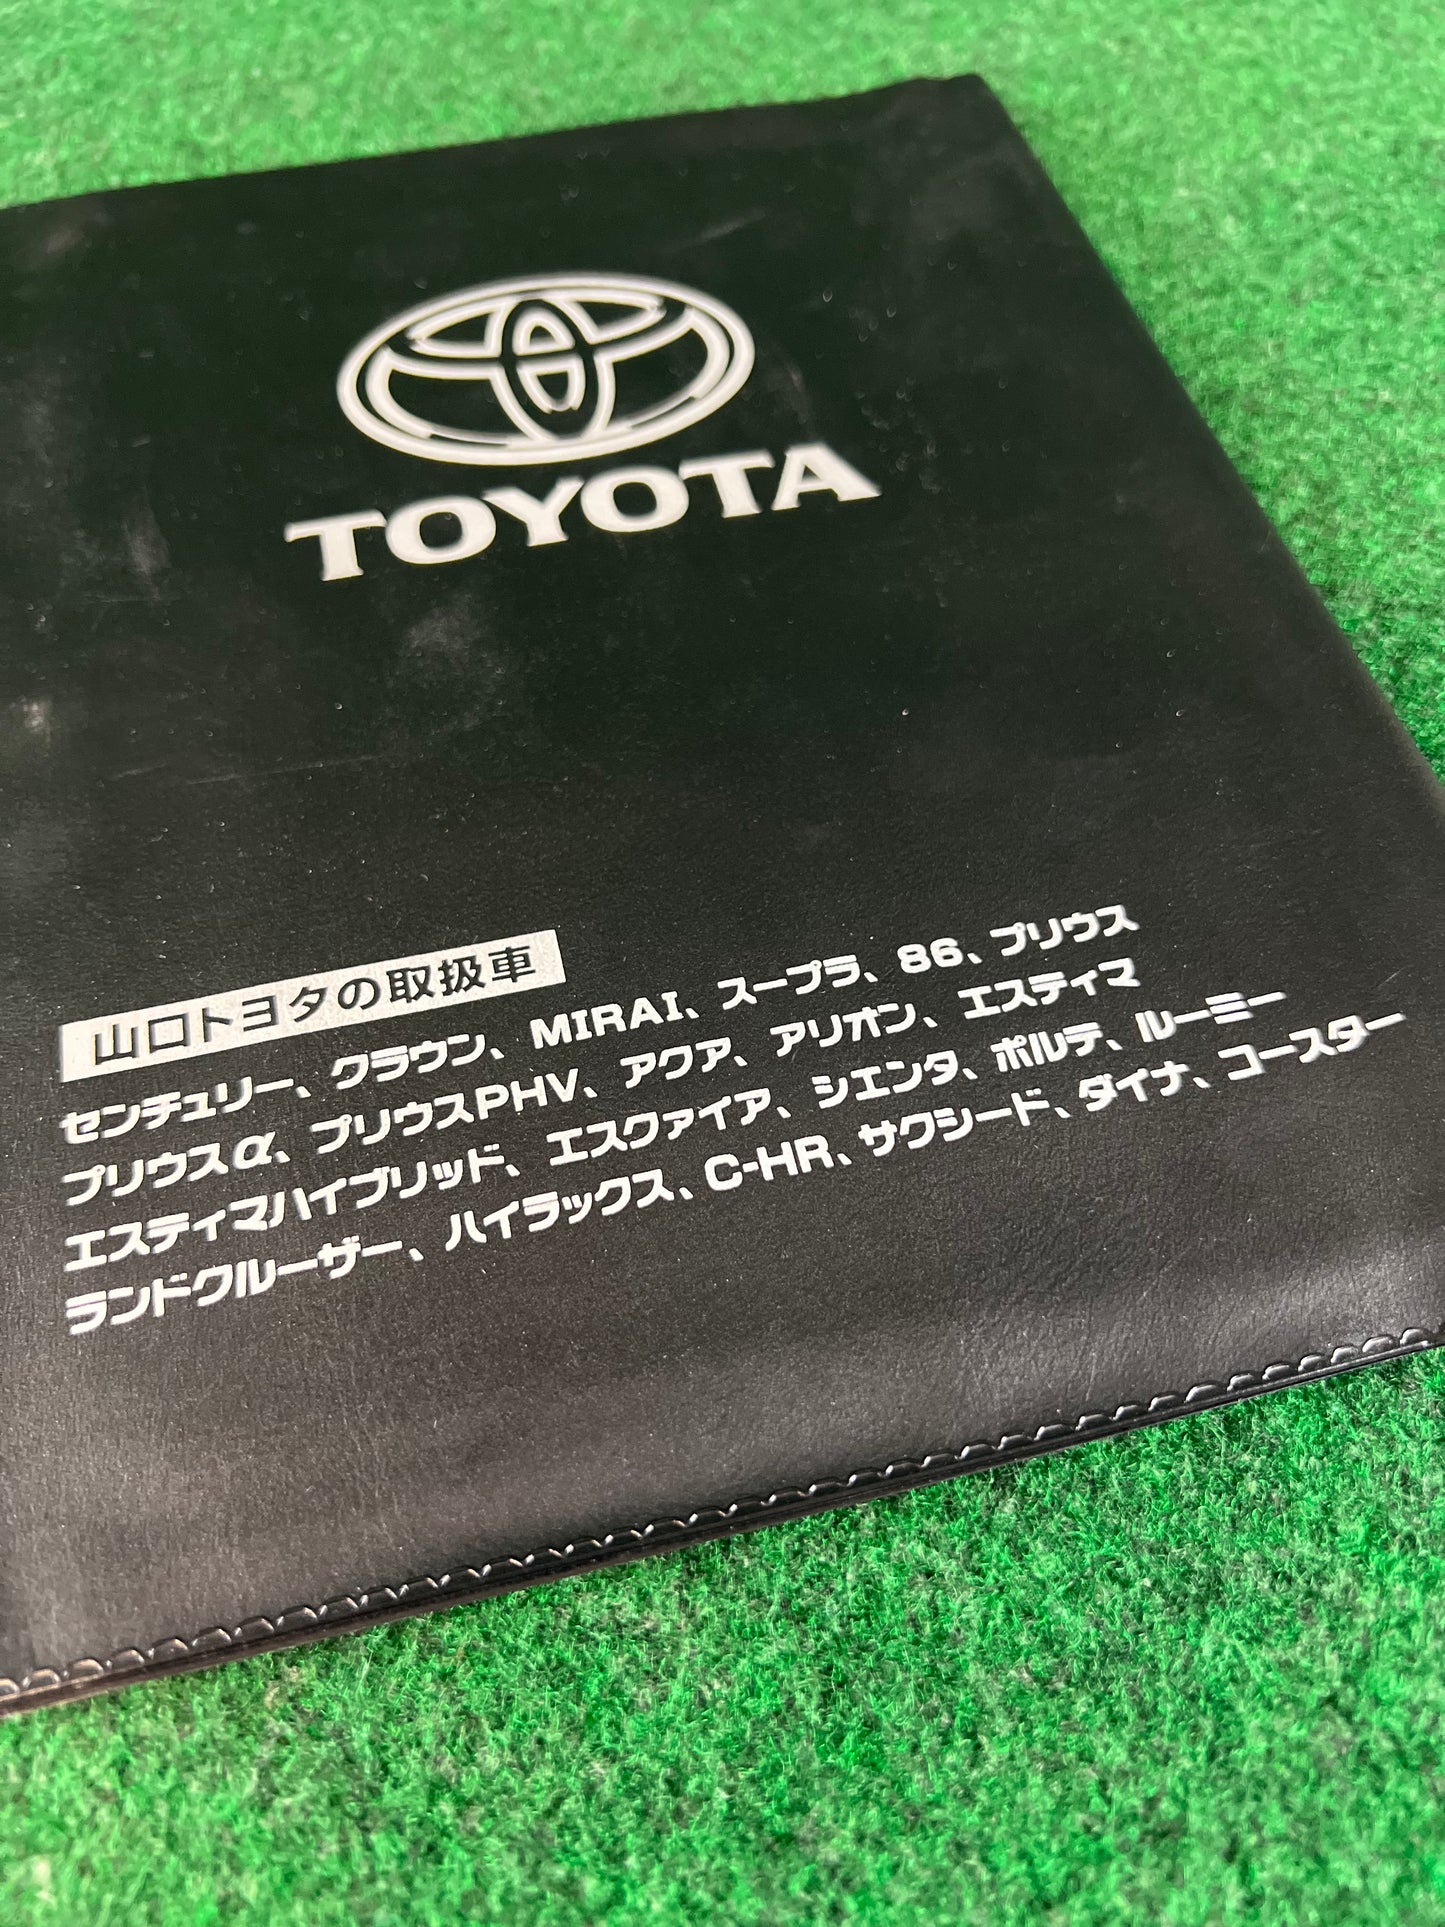 TOYOTA
山口トヨタの取扱車
センチュリー、クラウン、MIRAI、スープラ、86、プリウス
プリウスα、プリウスPHV、アクア、アリオン、エスティマ
エスティマハイブリッド、エスクァイア、シエンタ、ポルテ、ルーミー
ランドクルーザー、ハイラックス、C-HR、サクシード、ダイナ、コースター